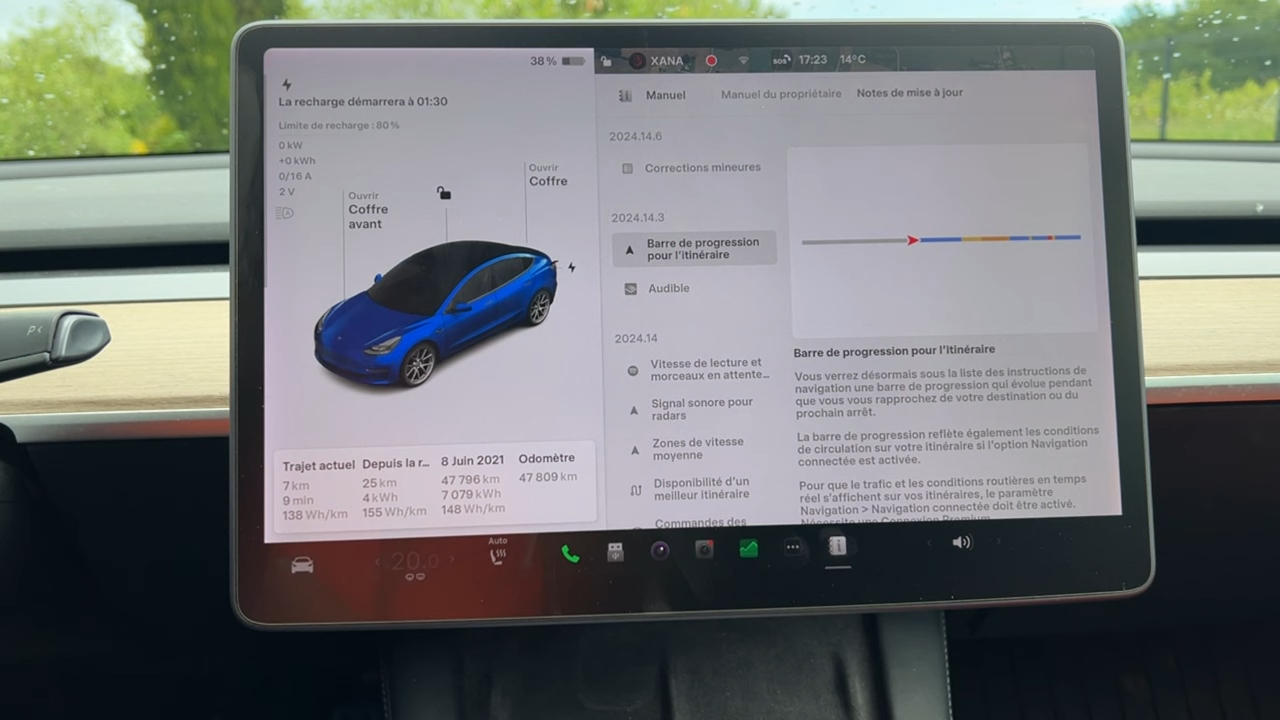 38 %
XANA
SOS
17:23
14°C
La recharge démarrera à 01:30
Limite de recharge : 80 %
0 kW
+0 kWh
0/16 A
2 V
Ouvrir
Coffre
avant
Ouvrir
Coffre
Trajet actuel
7 km
9 min
138 Wh/km
Depuis la r...
25 km
4 kWh
155 Wh/km
8 Juin 2021
47 796 km
7 079 kWh
148 Wh/km
Odomètre
47 809 km
Manuel
Manuel du propriétaire
Notes de mise à jour
2024.14.6
Corrections mineures
2024.14.3
Barre de progression
pour l'itinéraire
Audible
2024.14
Vitesse de lecture et
morceaux en attente...
Signal sonore pour
radars
Zones de vitesse
moyenne
Disponibilité d'un
meilleur itinéraire
Commandes des
Barre de progression pour l'itinéraire
Vous verrez désormais sous la liste des instructions de
navigation une barre de progression qui évolue pendant
que vous vous rapprochez de votre destination ou du
prochain arrêt.
La barre de progression reflète également les conditions
de circulation sur votre itinéraire si l'option Navigation
connectée est activée.
Pour que le trafic et les conditions routières en temps
réel s'affichent sur vos itinéraires, le paramètre
Navigation > Navigation connectée doit être activé.
Nécessite une Connexion Premium.
20.0
Auto
P